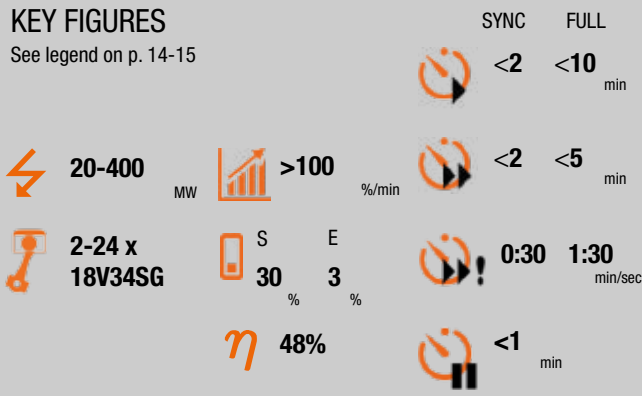 KEY FIGURES
See legend on p. 14-15
SYNC FULL
<2 <10 min
20-400 MW
>100 %/min
<2 <5 min
2-24 x
18V34SG
S E
30 % 3 %
0:30 1:30 min/sec
η 48%
<1 min